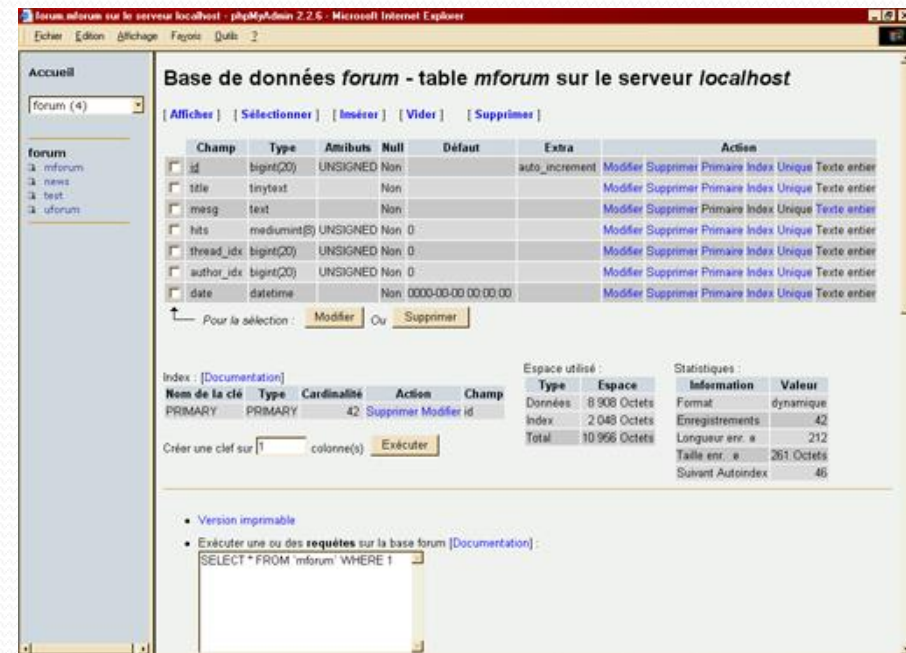 forum.mforum sur le serveur localhost - phpMyAdmin 2.2.6 - Microsoft Internet Explorer
Fichier Edition Affichage Favoris Outils ?
Accueil
forum (4)
forum
mforum
news
test
uforum
Base de données forum - table mforum sur le serveur localhost
[ Afficher ] [ Sélectionner ] [ Insérer ] [ Vider ] [ Supprimer ]
Champ Type Attributs Null Défaut Extra Action
id bigint(20) UNSIGNED Non auto_increment Modifier Supprimer Primaire Index Unique Texte entier
title tinytext Non Modifier Supprimer Primaire Index Unique Texte entier
mesg text Non Modifier Supprimer Primaire Index Unique Texte entier
hits mediumint(8) UNSIGNED Non 0 Modifier Supprimer Primaire Index Unique Texte entier
thread_idx bigint(20) UNSIGNED Non 0 Modifier Supprimer Primaire Index Unique Texte entier
author_idx bigint(20) UNSIGNED Non 0 Modifier Supprimer Primaire Index Unique Texte entier
date datetime Non 0000-00-00 00:00:00 Modifier Supprimer Primaire Index Unique Texte entier
Pour la sélection : Modifier Ou Supprimer
Index : [Documentation]
Nom de la clé Type Cardinalité Action Champ
PRIMARY PRIMARY 42 Supprimer Modifier id
Créer une clef sur 1 colonne(s) Exécuter
Espace utilisé :
Type Espace
Données 8 908 Octets
Index 2 048 Octets
Total 10 956 Octets
Statistiques :
Information Valeur
Format dynamique
Enregistrements 42
Longueur enr. ø 212
Taille enr. ø 261 Octets
Suivant Autoindex 46
• Version imprimable
• Exécuter une ou des requêtes sur la base forum [Documentation] :
SELECT * FROM `mforum` WHERE 1